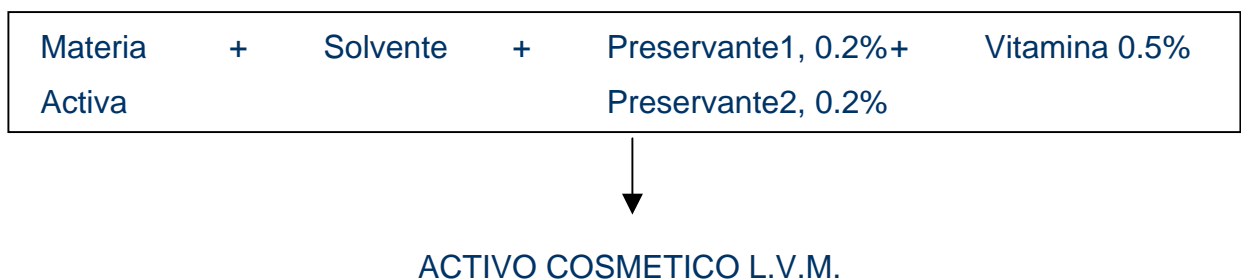 Materia + Solvente + Preservante1, 0.2%+ Vitamina 0.5%
Activa Preservante2, 0.2%
ACTIVO COSMETICO L.V.M.